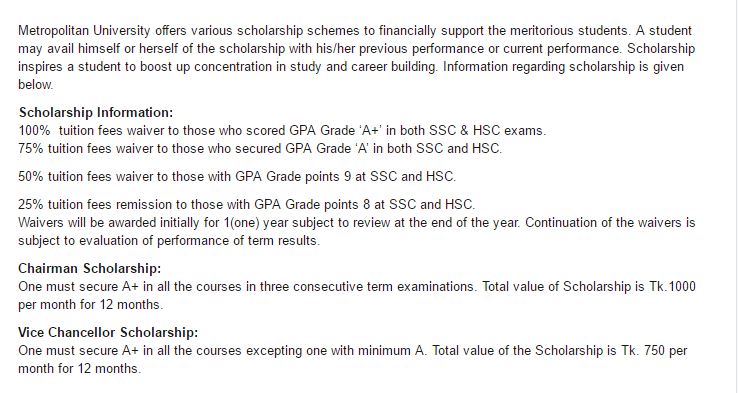 Metropolitan University offers various scholarship schemes to financially support the meritorious students. A student
may avail himself or herself of the scholarship with his/her previous performance or current performance. Scholarship
inspires a student to boost up concentration in study and career building. Information regarding scholarship is given
below.
Scholarship Information:
100%  tuition fees waiver to those who scored GPA Grade ‘A+’ in both SSC & HSC exams.
75% tuition fees waiver to those who secured GPA Grade ‘A’ in both SSC and HSC.
50% tuition fees waiver to those with GPA Grade points 9 at SSC and HSC.
25% tuition fees remission to those with GPA Grade points 8 at SSC and HSC.
Waivers will be awarded initially for 1(one) year subject to review at the end of the year. Continuation of the waivers is
subject to evaluation of performance of term results.
Chairman Scholarship:
One must secure A+ in all the courses in three consecutive term examinations. Total value of Scholarship is Tk.1000
per month for 12 months.
Vice Chancellor Scholarship:
One must secure A+ in all the courses excepting one with minimum A. Total value of the Scholarship is Tk. 750 per
month for 12 months.